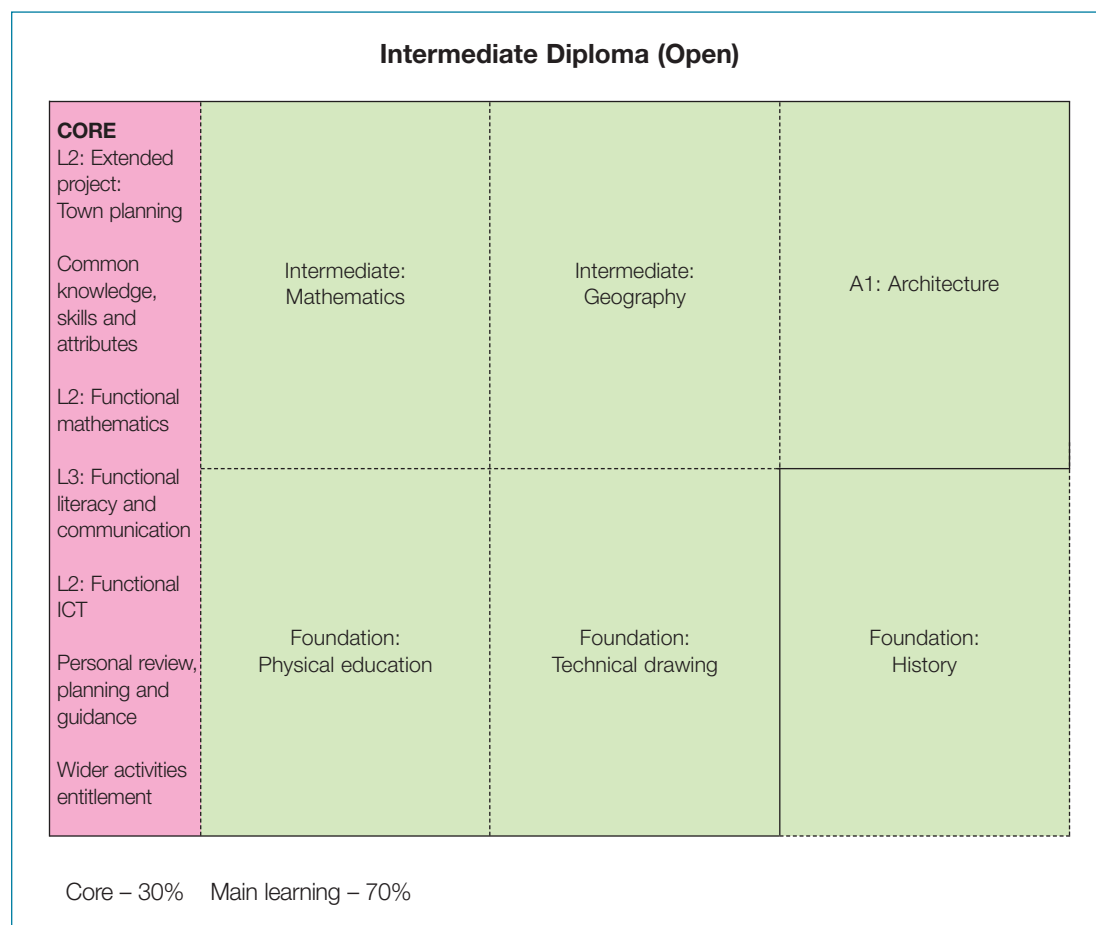 Intermediate Diploma (Open)
CORE
L2: Extended
project:
Town planning
Common
knowledge,
skills and
attributes
L2: Functional
mathematics
L3: Functional
literacy and
communication
L2: Functional
ICT
Personal review,
planning and
guidance
Wider activities
entitlement
Intermediate:
Mathematics
Intermediate:
Geography
A1: Architecture
Foundation:
Physical education
Foundation:
Technical drawing
Foundation:
History
Core – 30% Main learning – 70%